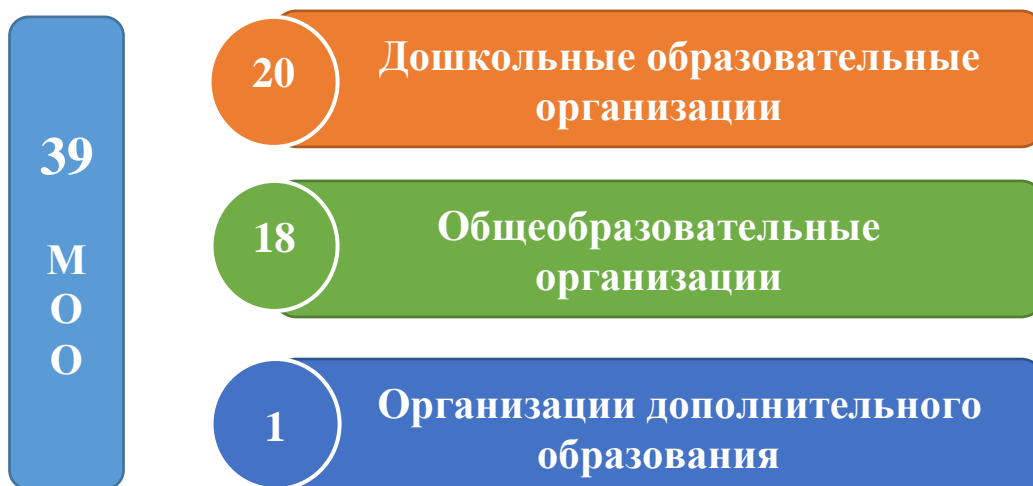 39
М
О
О
20
Дошкольные образовательные
организации
18
Общеобразовательные
организации
1
Организации дополнительного
образования